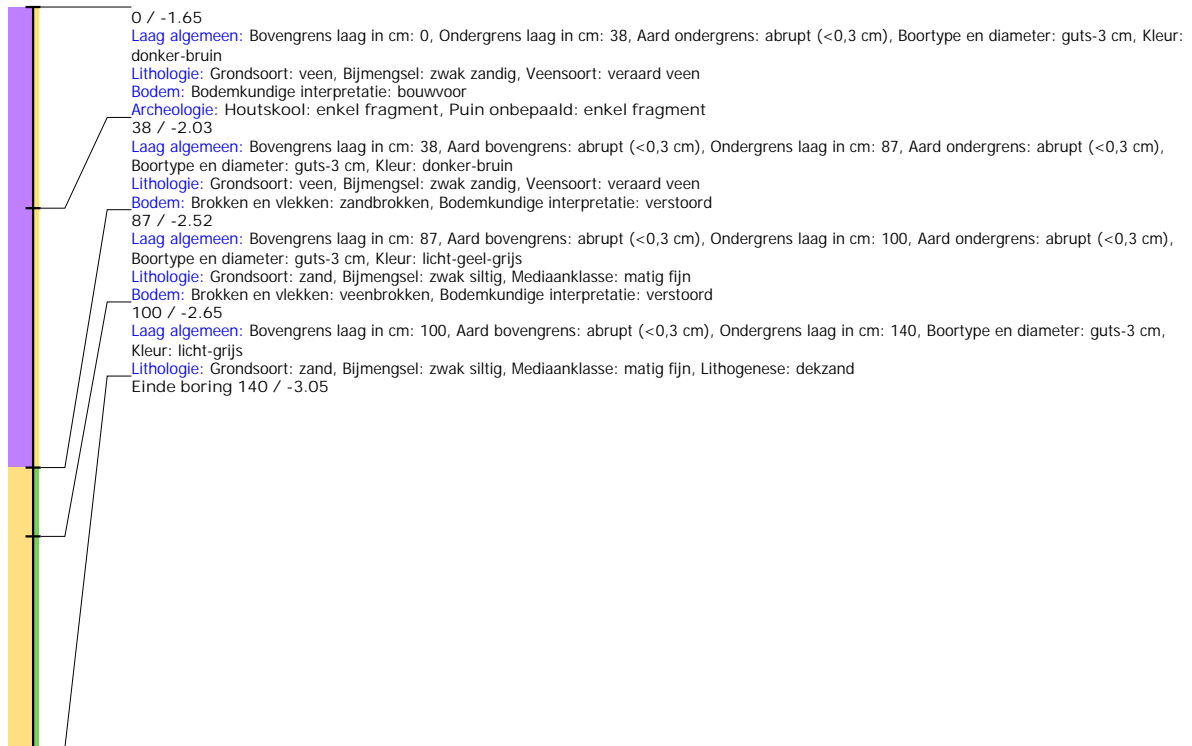 0 / -1.65
Laag algemeen: Bovengrens laag in cm: 0, Ondergrens laag in cm: 38, Aard ondergrens: abrupt (<0,3 cm), Boortype en diameter: guts-3 cm, Kleur:
donker-bruin
Lithologie: Grondsoort: veen, Bijmengsel: zwak zandig, Veensoort: veraard veen
Bodem: Bodemkundige interpretatie: bouwvoor
Archeologie: Houtskool: enkel fragment, Puin onbepaald: enkel fragment
38 / -2.03
Laag algemeen: Bovengrens laag in cm: 38, Aard bovengrens: abrupt (<0,3 cm), Ondergrens laag in cm: 87, Aard ondergrens: abrupt (<0,3 cm),
Boortype en diameter: guts-3 cm, Kleur: donker-bruin
Lithologie: Grondsoort: veen, Bijmengsel: zwak zandig, Veensoort: veraard veen
Bodem: Brokken en vlekken: zandbrokken, Bodemkundige interpretatie: verstoord
87 / -2.52
Laag algemeen: Bovengrens laag in cm: 87, Aard bovengrens: abrupt (<0,3 cm), Ondergrens laag in cm: 100, Aard ondergrens: abrupt (<0,3 cm),
Boortype en diameter: guts-3 cm, Kleur: licht-geel-grijs
Lithologie: Grondsoort: zand, Bijmengsel: zwak siltig, Mediaanklasse: matig fijn
Bodem: Brokken en vlekken: veenbrokken, Bodemkundige interpretatie: verstoord
100 / -2.65
Laag algemeen: Bovengrens laag in cm: 100, Aard bovengrens: abrupt (<0,3 cm), Ondergrens laag in cm: 140, Boortype en diameter: guts-3 cm,
Kleur: licht-grijs
Lithologie: Grondsoort: zand, Bijmengsel: zwak siltig, Mediaanklasse: matig fijn, Lithogenese: dekzand
Einde boring 140 / -3.05